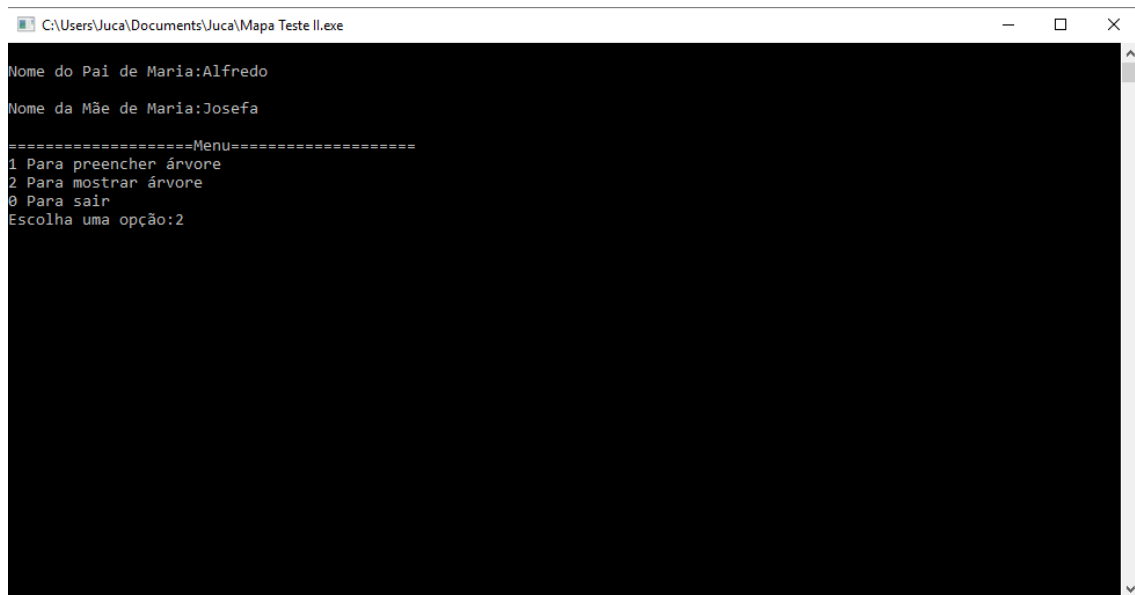 C:\Users\Juca\Documents\Juca\Mapa Teste II.exe
Nome do Pai de Maria:Alfredo
Nome da Mãe de Maria:Josefa
====================Menu====================
1 Para preencher árvore
2 Para mostrar árvore
0 Para sair
Escolha uma opção:2